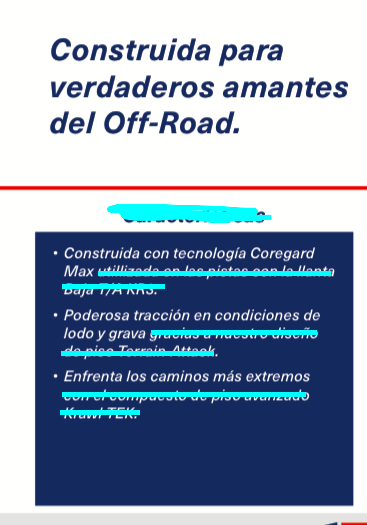 Construida para
verdaderos amantes
del Off-Road.
• Construida con tecnología Coregard
Max utillizada en las pistas con la llanta
Baja T/A KR3.
• Poderosa tracción en condiciones de
lodo y grava gracias a nuestro diseño
de piso Terrain Attack.
• Enfrenta los caminos más extremos
con el compuesto de piso avanzado
Krawl-TEK.